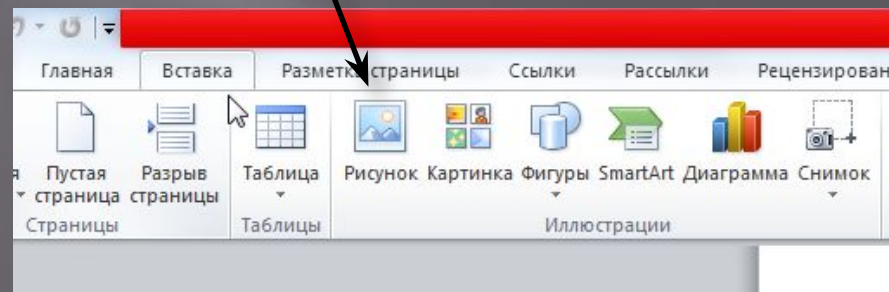 Главная Вставка Разметка страницы Ссылки Рассылки Рецензирован
Пустая страница Разрыв страницы Таблица Рисунок Картинка Фигуры SmartArt Диаграмма Снимок
Страницы Таблицы Иллюстрации